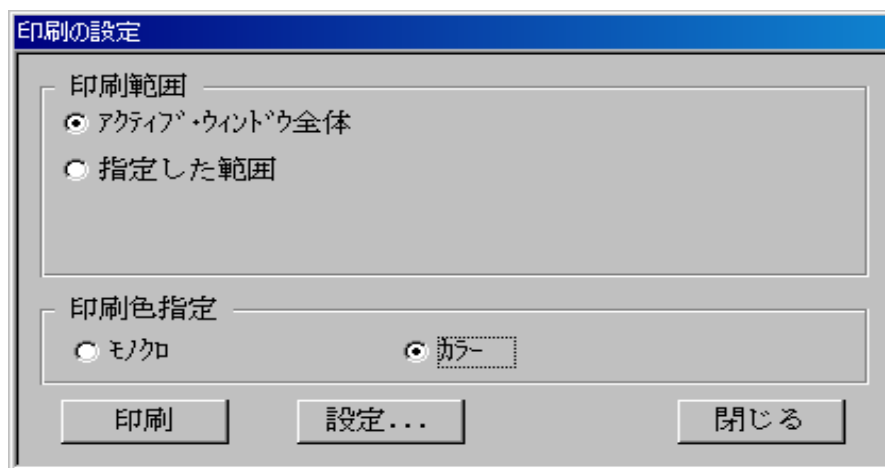 印刷の設定
印刷範囲
ｱｸﾃｨﾌﾞ･ｳｨﾝﾄﾞｳ全体
指定した範囲
印刷色指定
ﾓﾉｸﾛ ｶﾗｰ
印刷 設定... 閉じる